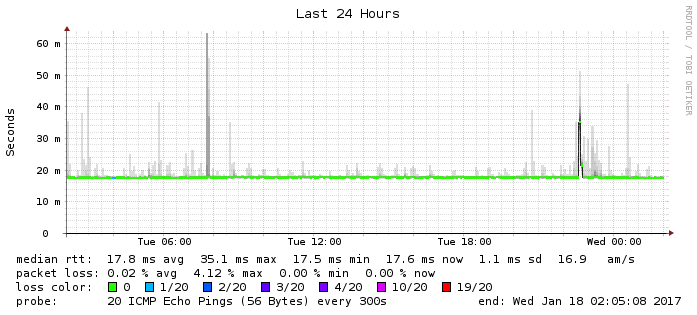 Last 24 Hours
RRDTOOL / TOBI OETIKER
Seconds
60 m
50 m
40 m
30 m
20 m
10 m
0
Tue 06:00 Tue 12:00 Tue 18:00 Wed 00:00
median rtt: 17.8 ms avg 35.1 ms max 17.5 ms min 17.6 ms now 1.1 ms sd 16.9 am/s
packet loss: 0.02 % avg 4.12 % max 0.00 % min 0.00 % now
loss color: 0 1/20 2/20 3/20 4/20 10/20 19/20
probe: 20 ICMP Echo Pings (56 Bytes) every 300s end: Wed Jan 18 02:05:08 2017